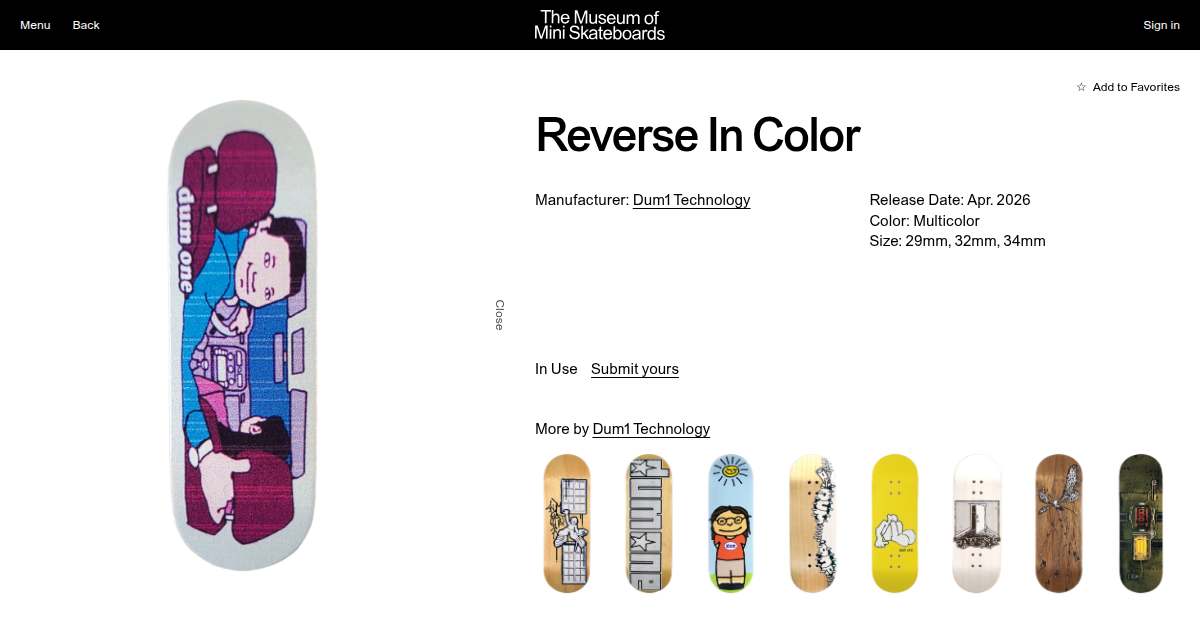 Menu
Back
The Museum of
Mini Skateboards
Sign in
☆ Add to Favorites
Reverse In Color
Manufacturer: Dum1 Technology
Release Date: Apr. 2026
Color: Multicolor
Size: 29mm, 32mm, 34mm
dum one
Close
In Use Submit yours
More by Dum1 Technology
dumone